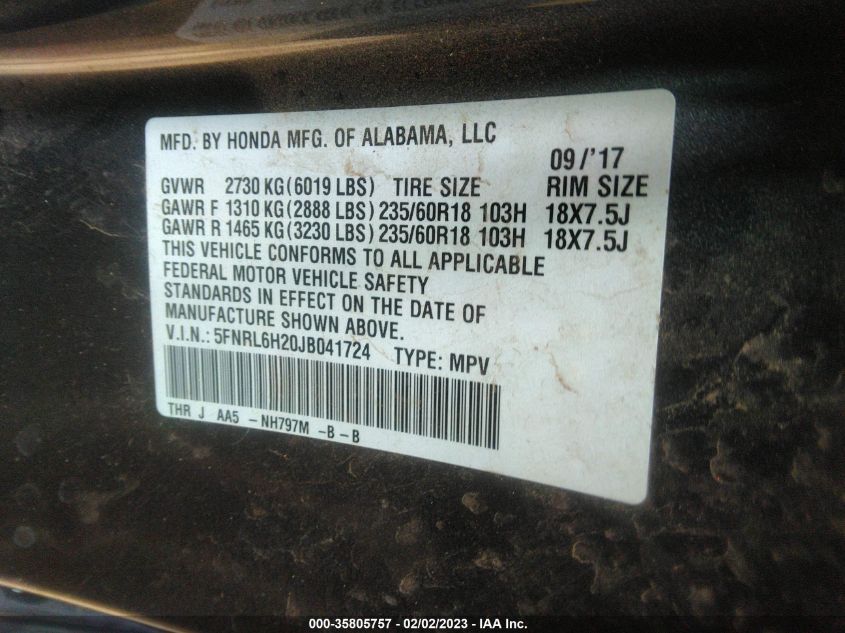 MFD. BY HONDA MFG. OF ALABAMA, LLC
09/'17
GVWR 2730 KG(6019 LBS) TIRE SIZE RIM SIZE
GAWR F 1310 KG(2888 LBS) 235/60R18 103H 18X7.5J
GAWR R 1465 KG(3230 LBS) 235/60R18 103H 18X7.5J
THIS VEHICLE CONFORMS TO ALL APPLICABLE
FEDERAL MOTOR VEHICLE SAFETY
STANDARDS IN EFFECT ON THE DATE OF
MANUFACTURE SHOWN ABOVE.
V.I.N.: 5FNRL6H20JB041724 TYPE: MPV
THR J AA5 - NH797M -B-B
000-35805757 - 02/02/2023 - IAA Inc.